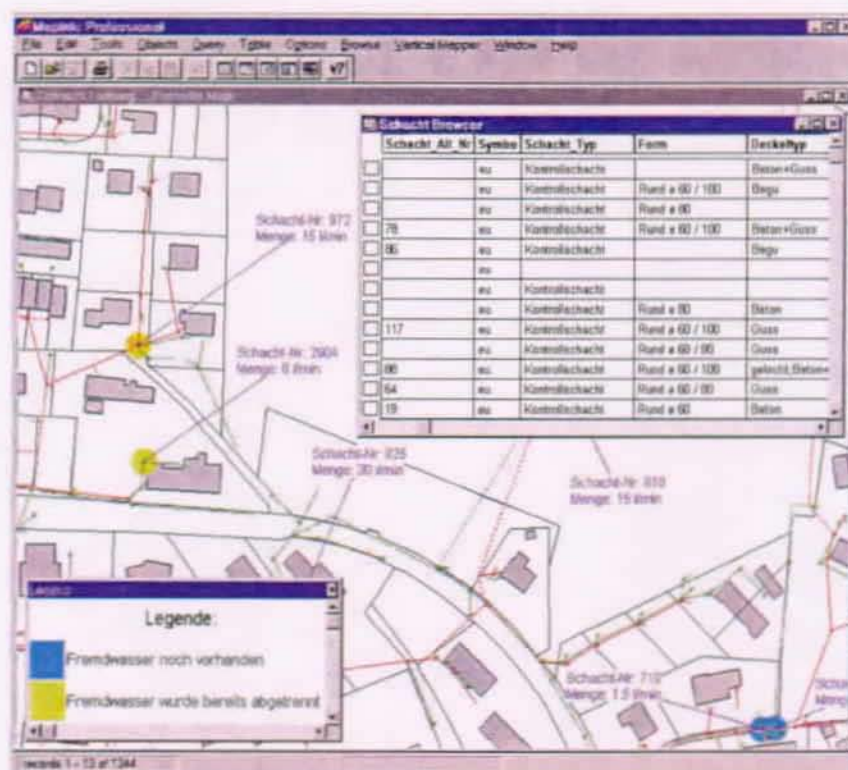 MapInfo Professional
File Edit Tools Objects Query Table Options Browse Vertical Mapper Window Help
Schacht Browser
Schacht_Alt_Nr Symbo Schacht_Typ Form Deckeltyp
eu Kontrollschacht Beton+Guss
eu Kontrollschacht Rund ø 60 / 100 Begu
eu Kontrollschacht Rund ø 80
78 eu Kontrollschacht Rund ø 60 / 100 Beton+Guss
86 eu Kontrollschacht Begu
eu
eu Kontrollschacht
eu Kontrollschacht Rund ø 80 Beton
117 eu Kontrollschacht Rund ø 60 / 100 Guss
eu Kontrollschacht Rund ø 60 / 80 Guss
eu Kontrollschacht Rund ø 60 / 100 gelocht,Beton+
64 eu Kontrollschacht Rund ø 60 / 80 Guss
19 eu Kontrollschacht Rund ø 60 Beton
Schacht-Nr: 972
Menge: 15 l/min
Schacht-Nr: 2904
Menge: 6 l/min
Schacht-Nr: 826
Menge: 30 l/min
Schacht-Nr: 818
Menge: 15 l/min
Schacht-Nr: 712
Menge: 1.5 l/min
Legende:
Fremdwasser noch vorhanden
Fremdwasser wurde bereits abgetrennt
records 1 - 13 of 1344